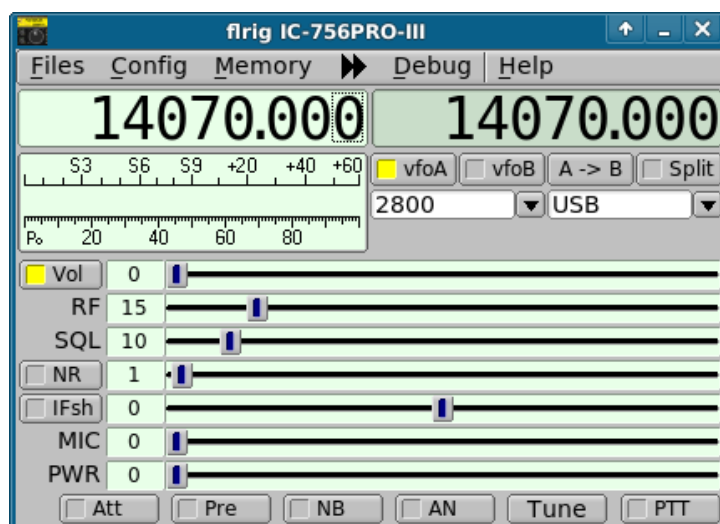 flrig IC-756PRO-III
Files Config Memory Debug Help
14070.000 14070.000
S3 S6 S9 +20 +40 +60 vfoA vfoB A -> B Split
2800 USB
Po 20 40 60 80
Vol 0
RF 15
SQL 10
NR 1
IFsh 0
MIC 0
PWR 0
Att Pre NB AN Tune PTT